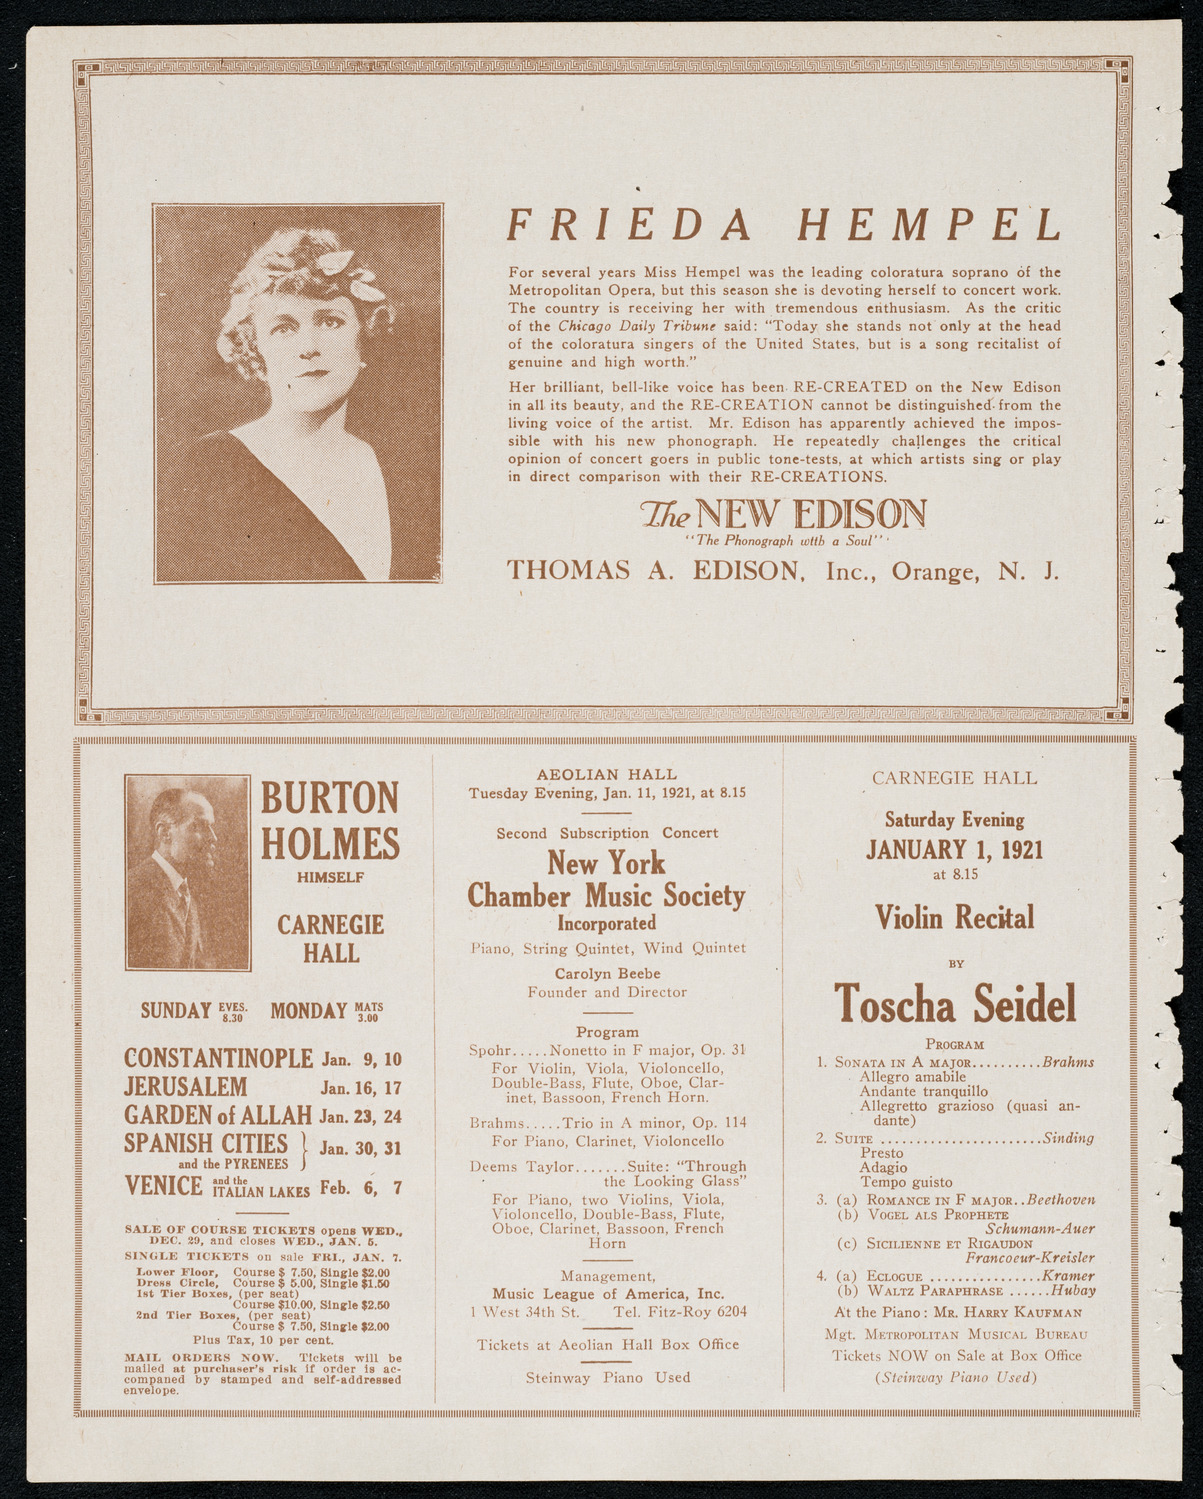 FRIEDA HEMPEL
For several years Miss Hempel was the leading coloratura soprano of the
Metropolitan Opera, but this season she is devoting herself to concert work.
The country is receiving her with tremendous enthusiasm. As the critic
of the Chicago Daily Tribune said: “Today she stands not only at the head
of the coloratura singers of the United States, but is a song recitalist of
genuine and high worth.”
Her brilliant, bell-like voice has been RE-CREATED on the New Edison
in all its beauty, and the RE-CREATION cannot be distinguished from the
living voice of the artist. Mr. Edison has apparently achieved the impos-
sible with his new phonograph. He repeatedly challenges the critical
opinion of concert goers in public tone-tests, at which artists sing or play
in direct comparison with their RE-CREATIONS.
The NEW EDISON
“The Phonograph with a Soul”
THOMAS A. EDISON, Inc., Orange, N. J.
BURTON
HOLMES
HIMSELF
CARNEGIE
HALL
SUNDAY EVES. 8.30 MONDAY MATS 3.00
CONSTANTINOPLE Jan. 9, 10
JERUSALEM Jan. 16, 17
GARDEN of ALLAH Jan. 23, 24
SPANISH CITIES } Jan. 30, 31
and the PYRENEES
VENICE and the ITALIAN LAKES Feb. 6, 7
SALE OF COURSE TICKETS opens WED.,
DEC. 29, and closes WED., JAN. 5.
SINGLE TICKETS on sale FRI., JAN. 7.
Lower Floor, Course $ 7.50, Single $2.00
Dress Circle, Course $ 5.00, Single $1.50
1st Tier Boxes, (per seat)
Course $10.00, Single $2.50
2nd Tier Boxes, (per seat)
Course $ 7.50, Single $2.00
Plus Tax, 10 per cent.
MAIL ORDERS NOW. Tickets will be
mailed at purchaser's risk if order is ac-
companed by stamped and self-addressed
envelope.
AEOLIAN HALL
Tuesday Evening, Jan. 11, 1921, at 8.15
Second Subscription Concert
New York
Chamber Music Society
Incorporated
Piano, String Quintet, Wind Quintet
Carolyn Beebe
Founder and Director
Program
Spohr.....Nonetto in F major, Op. 31
For Violin, Viola, Violoncello,
Double-Bass, Flute, Oboe, Clar-
inet, Bassoon, French Horn.
Brahms.....Trio in A minor, Op. 114
For Piano, Clarinet, Violoncello
Deems Taylor.......Suite: “Through
the Looking Glass”
For Piano, two Violins, Viola,
Violoncello, Double-Bass, Flute,
Oboe, Clarinet, Bassoon, French
Horn
Management,
Music League of America, Inc.
1 West 34th St. Tel. Fitz-Roy 6204
Tickets at Aeolian Hall Box Office
Steinway Piano Used
CARNEGIE HALL
Saturday Evening
JANUARY 1, 1921
at 8.15
Violin Recital
BY
Toscha Seidel
PROGRAM
1. SONATA IN A MAJOR..........Brahms
Allegro amabile
Andante tranquillo
Allegretto grazioso (quasi an-
dante)
2. SUITE .......................Sinding
Presto
Adagio
Tempo guisto
3. (a) ROMANCE IN F MAJOR..Beethoven
(b) VOGEL ALS PROPHETE
Schumann-Auer
(c) SICILIENNE ET RIGAUDON
Francoeur-Kreisler
4. (a) ECLOGUE ................Kramer
(b) WALTZ PARAPHRASE ......Hubay
At the Piano: MR. HARRY KAUFMAN
Mgt. METROPOLITAN MUSICAL BUREAU
Tickets NOW on Sale at Box Office
(Steinway Piano Used)